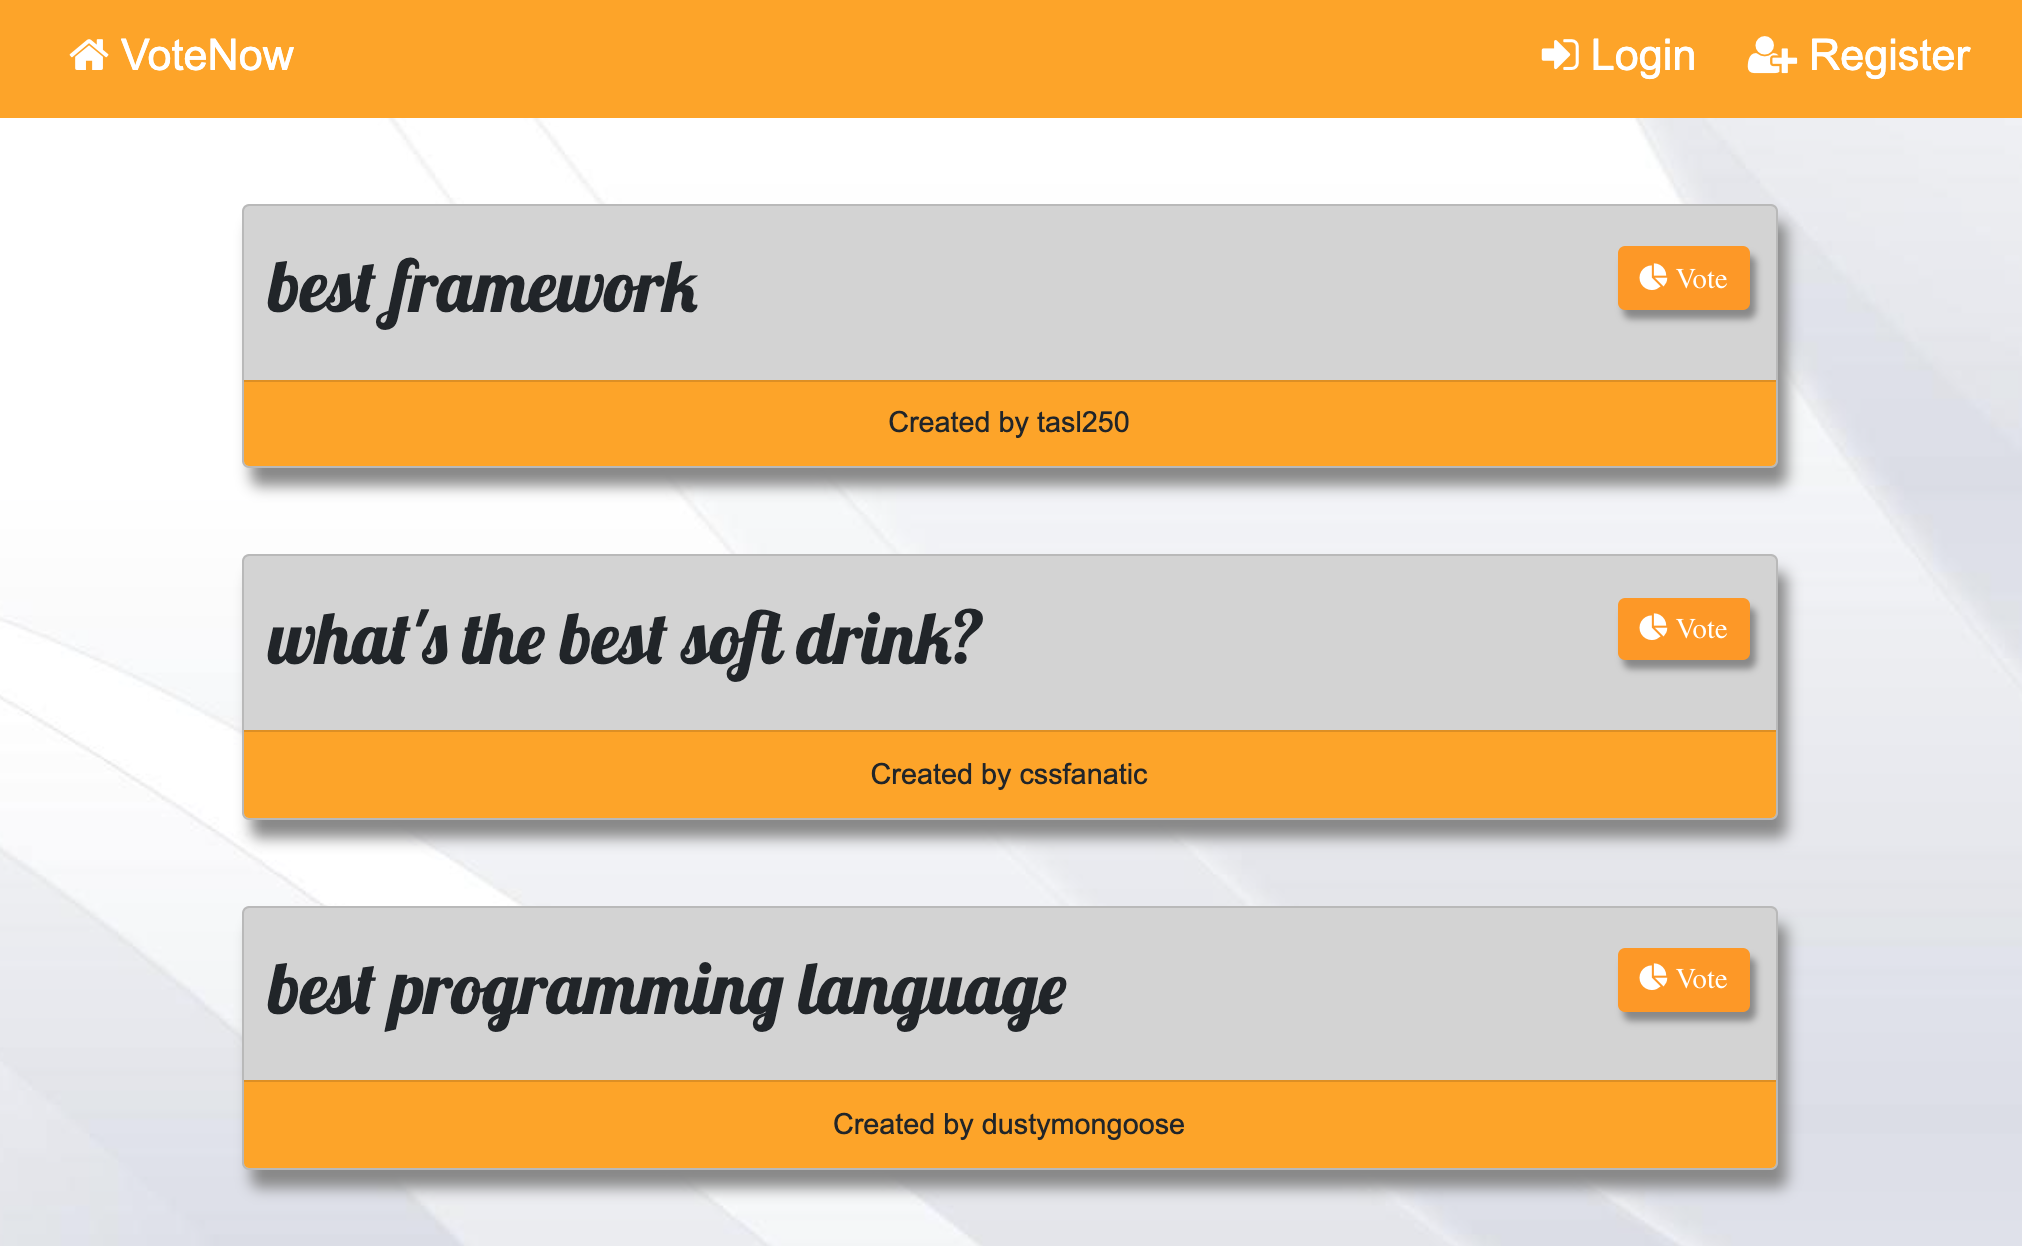 VoteNow
Login
Register
best framework
Vote
Created by tasl250
what's the best soft drink?
Vote
Created by cssfanatic
best programming language
Vote
Created by dustymongoose